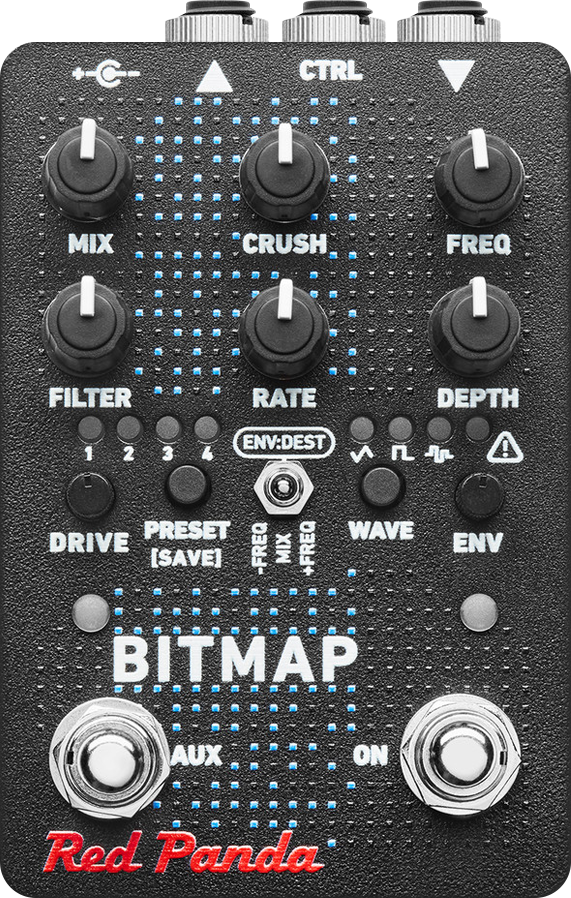 CTRL
MIX CRUSH FREQ
FILTER RATE DEPTH
1 2 3 4 ENV:DEST
DRIVE PRESET -FREQ MIX +FREQ WAVE ENV
[SAVE]
BITMAP
AUX ON
Red Panda